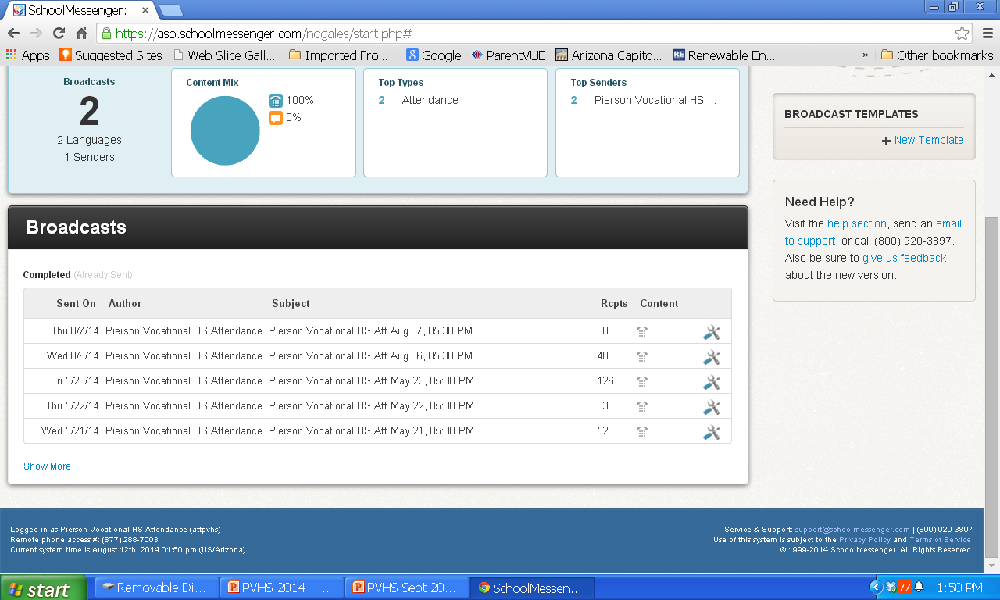 SchoolMessenger:
https://asp.schoolmessenger.com/nogales/start.php#
Apps Suggested Sites Web Slice Gall... Imported Fro... Google ParentVUE Arizona Capito... Renewable En... » Other bookmarks
Broadcasts
2
2 Languages
1 Senders
Content Mix
100%
0%
Top Types
2 Attendance
Top Senders
2 Pierson Vocational HS ...
BROADCAST TEMPLATES
New Template
Need Help?
Visit the help section, send an email
to support, or call (800) 920-3897.
Also be sure to give us feedback
about the new version.
Broadcasts
Completed (Already Sent)
Sent On Author Subject Rcpts Content
Thu 8/7/14 Pierson Vocational HS Attendance Pierson Vocational HS Att Aug 07, 05:30 PM 38
Wed 8/6/14 Pierson Vocational HS Attendance Pierson Vocational HS Att Aug 06, 05:30 PM 40
Fri 5/23/14 Pierson Vocational HS Attendance Pierson Vocational HS Att May 23, 05:30 PM 126
Thu 5/22/14 Pierson Vocational HS Attendance Pierson Vocational HS Att May 22, 05:30 PM 83
Wed 5/21/14 Pierson Vocational HS Attendance Pierson Vocational HS Att May 21, 05:30 PM 52
Show More
Logged in as Pierson Vocational HS Attendance (attpvhs)
Remote phone access #: (877) 288-7003
Current system time is August 12th, 2014 01:50 pm (US/Arizona)
Service & Support: support@schoolmessenger.com | (800) 920-3897
Use of this system is subject to the Privacy Policy and Terms of Service
© 1999-2014 SchoolMessenger. All Rights Reserved.
start Removable Di... PVHS 2014 - ... PVHS Sept 20... SchoolMessen... 77 1:50 PM